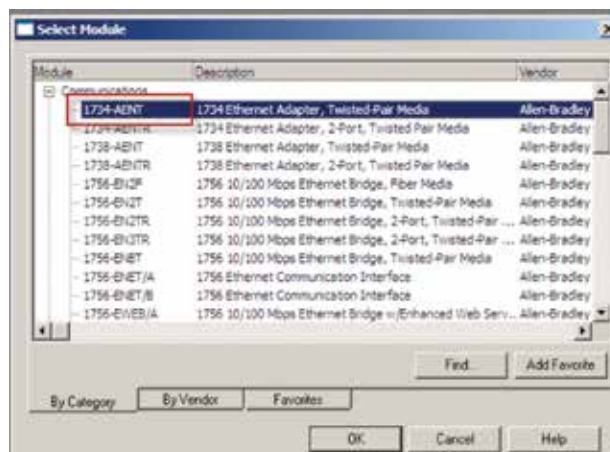 Select Module
Module Description Vendor
Communications
1734-AENT 1734 Ethernet Adapter, Twisted-Pair Media Allen-Bradley
1734-AENTR 1734 Ethernet Adapter, 2-Port, Twisted Pair Media Allen-Bradley
1738-AENT 1738 Ethernet Adapter, Twisted-Pair Media Allen-Bradley
1738-AENTR 1738 Ethernet Adapter, 2-Port, Twisted Pair Media Allen-Bradley
1756-EN2F 1756 10/100 Mbps Ethernet Bridge, Fiber Media Allen-Bradley
1756-EN2T 1756 10/100 Mbps Ethernet Bridge, Twisted-Pair Media Allen-Bradley
1756-EN2TR 1756 10/100 Mbps Ethernet Bridge, 2-Port, Twisted-Pair ... Allen-Bradley
1756-EN3TR 1756 10/100 Mbps Ethernet Bridge, 2-Port, Twisted-Pair ... Allen-Bradley
1756-ENBT 1756 10/100 Mbps Ethernet Bridge, Twisted-Pair Media Allen-Bradley
1756-ENET/A 1756 Ethernet Communication Interface Allen-Bradley
1756-ENET/B 1756 Ethernet Communication Interface Allen-Bradley
1756-EWEB/A 1756 10/100 Mbps Ethernet Bridge w/Enhanced Web Serv... Allen-Bradley
Find... Add Favorite
By Category By Vendor Favorites
OK Cancel Help